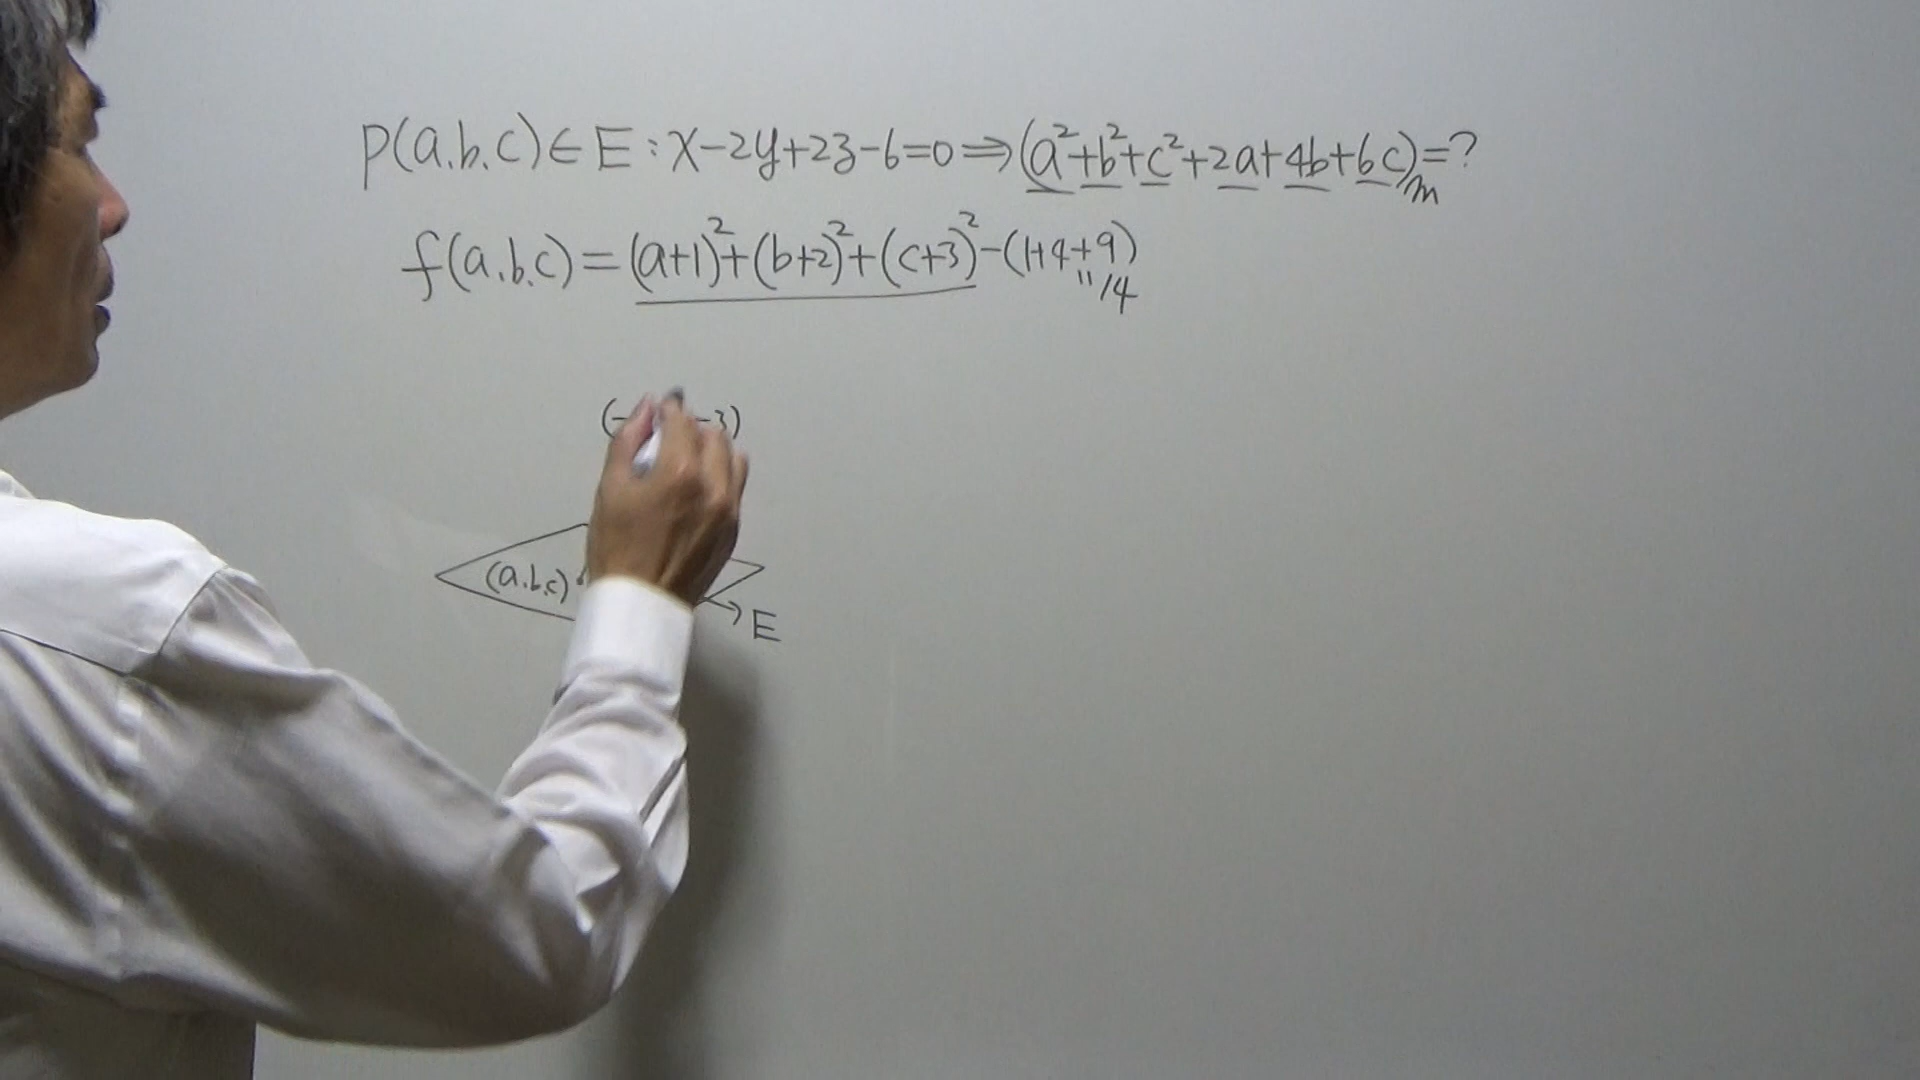 P(a.b.c)∈E:x-2y+2z-6=0⇒(a²+b²+c²+2a+4b+6c)m=?
f(a.b.c)=(a+1)²+(b+2)²+(c+3)²-(1+4+9)
"14
(- -3)
(a.b.c)
E